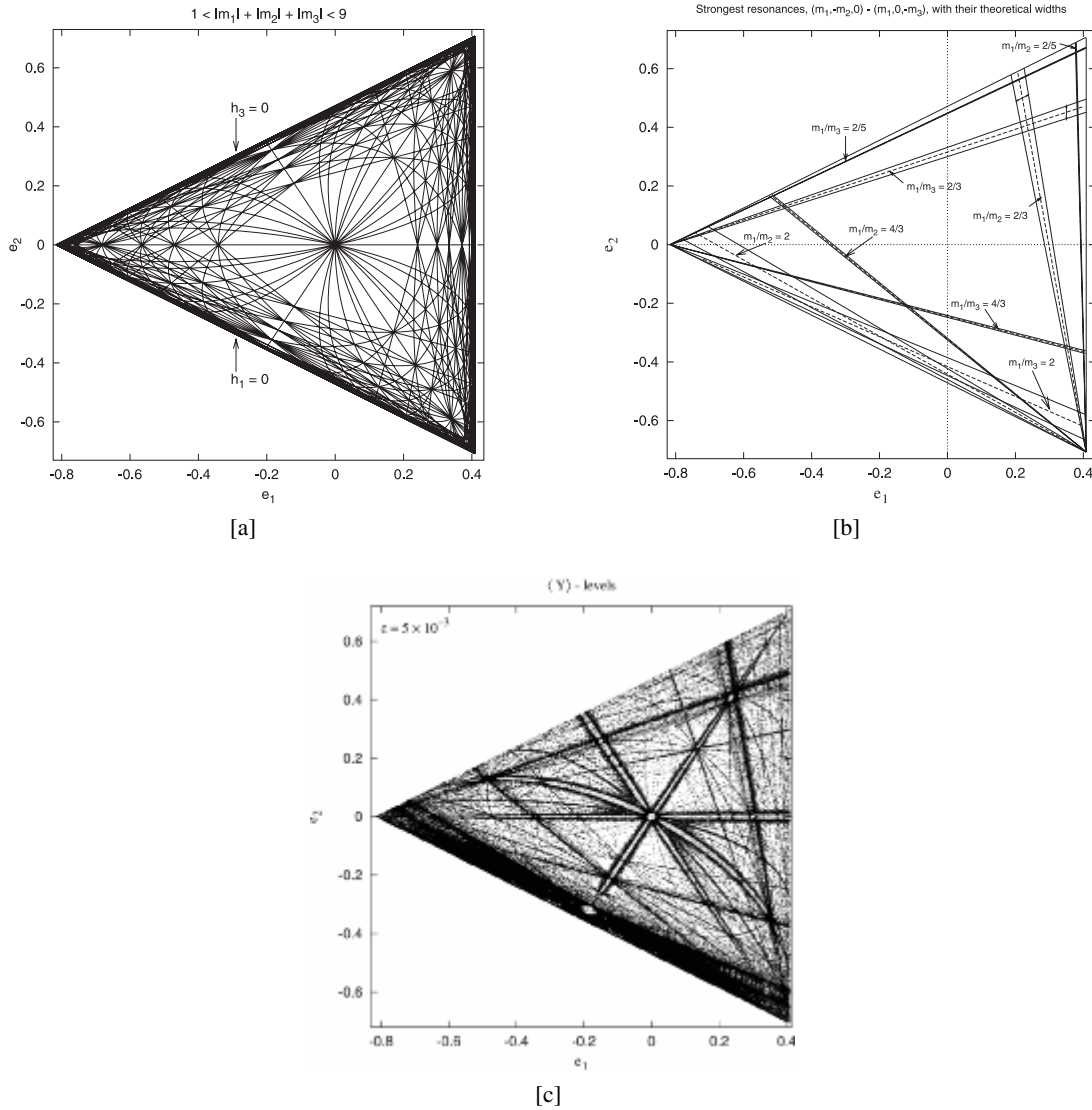 1 < |m1| + |m2| + |m3| < 9
0.6
0.4
0.2
0
-0.2
-0.4
-0.6
e2
h3 = 0
h1 = 0
-0.8 -0.6 -0.4 -0.2 0 0.2 0.4
e1
[a]
Strongest resonances, (m1,-m2,0) - (m1,0,-m3), with their theoretical widths
0.6
0.4
0.2
0
-0.2
-0.4
-0.6
e2
m1/m2 = 2/5
m1/m3 = 2/5
m1/m3 = 2/3
m1/m2 = 2/3
m1/m2 = 4/3
m1/m2 = 2
m1/m3 = 4/3
m1/m3 = 2
-0.8 -0.6 -0.4 -0.2 0 0.2 0.4
e1
[b]
(Y) - levels
ε = 5 × 10⁻³
0.6
0.4
0.2
0
-0.2
-0.4
-0.6
e2
-0.8 -0.6 -0.4 -0.2 0 0.2 0.4
e1
[c]